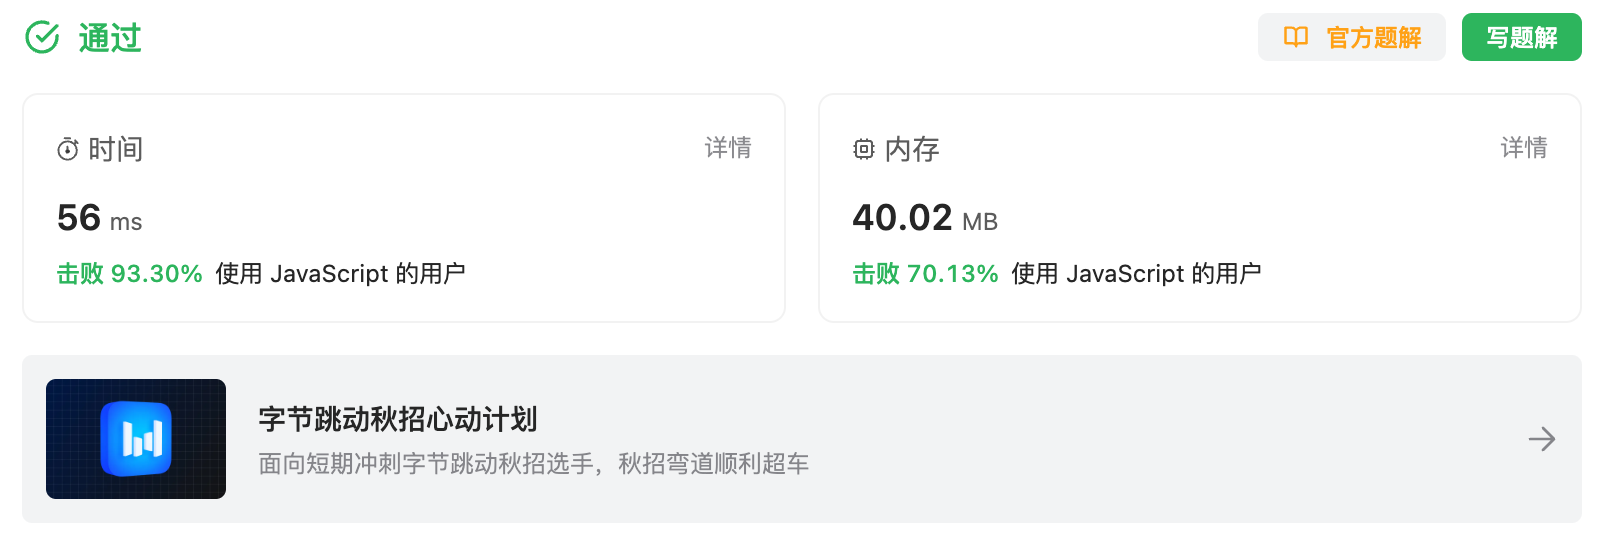 通过
官方题解
写题解
时间
详情
56 ms
击败 93.30% 使用 JavaScript 的用户
内存
详情
40.02 MB
击败 70.13% 使用 JavaScript 的用户
字节跳动秋招心动计划
面向短期冲刺字节跳动秋招选手，秋招弯道顺利超车